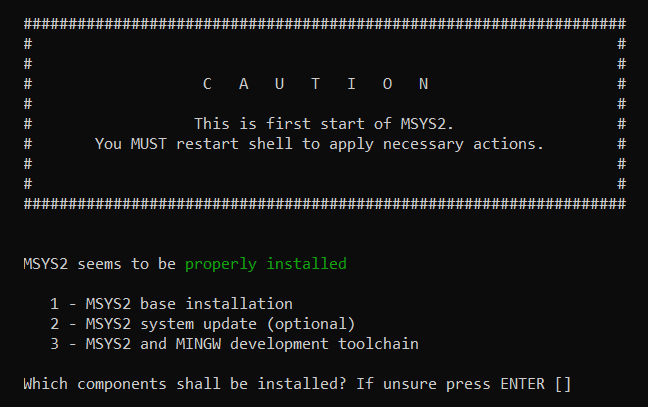 ###################################################################
#                                                                 #
#                                                                 #
#                   C   A   U   T   I   O   N                     #
#                                                                 #
#                  This is first start of MSYS2.                  #
#       You MUST restart shell to apply necessary actions.        #
#                                                                 #
#                                                                 #
###################################################################
MSYS2 seems to be properly installed
1 - MSYS2 base installation
2 - MSYS2 system update (optional)
3 - MSYS2 and MINGW development toolchain
Which components shall be installed? If unsure press ENTER []